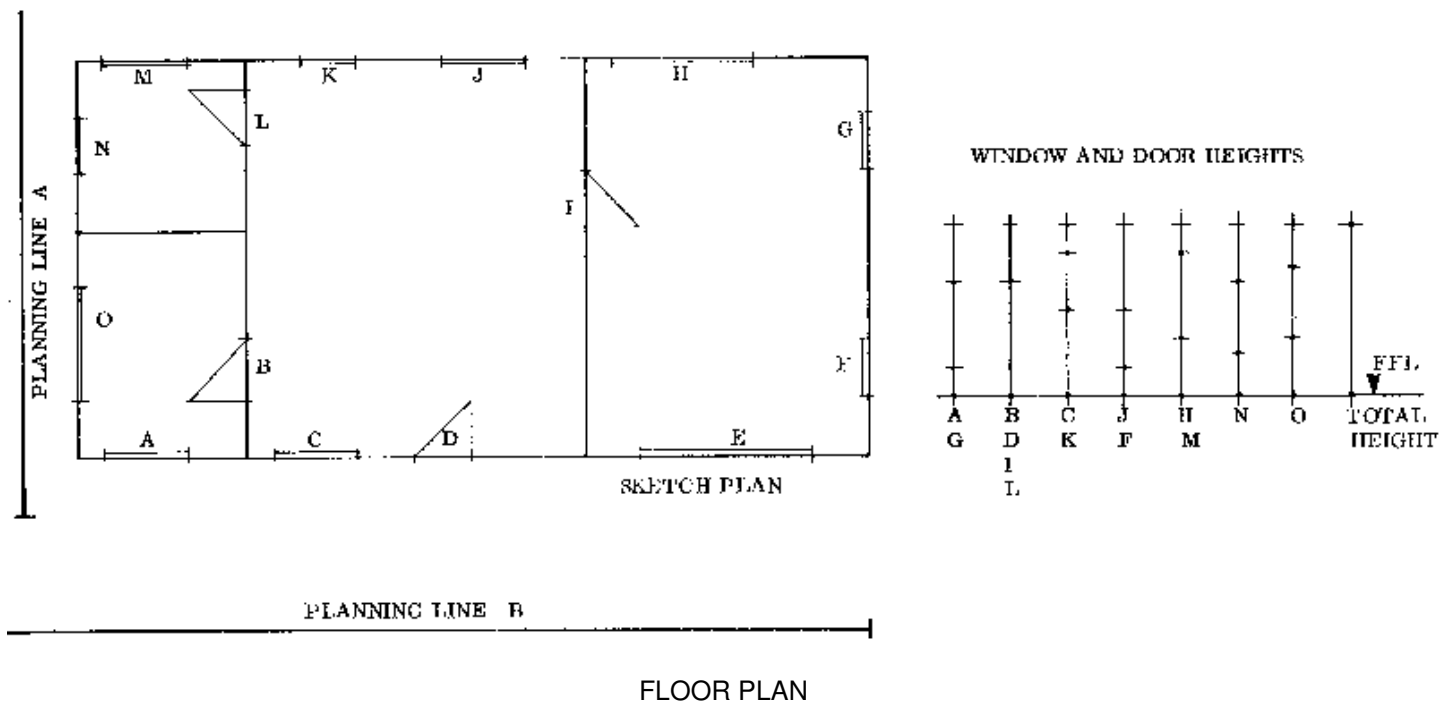 M
K
J
H
L
G
N
WINDOW AND DOOR HEIGHTS
I
PLANNING LINE A
O
B
F
FFL
A
C
D
E
A B C J H N O TOTAL
G D K F M HEIGHT
I
L
SKETCH PLAN
PLANNING LINE B
FLOOR PLAN